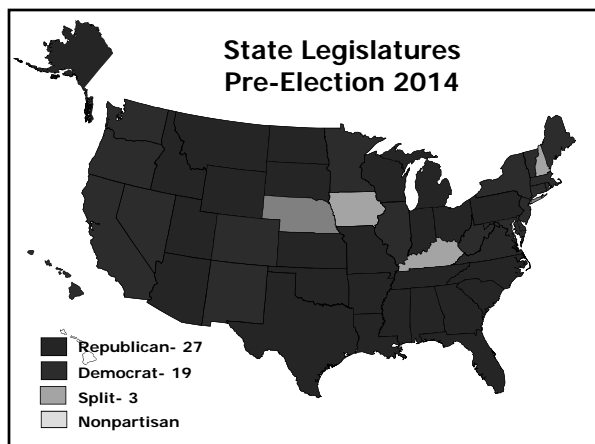 State Legislatures
Pre-Election 2014
Republican- 27
Democrat- 19
Split- 3
Nonpartisan